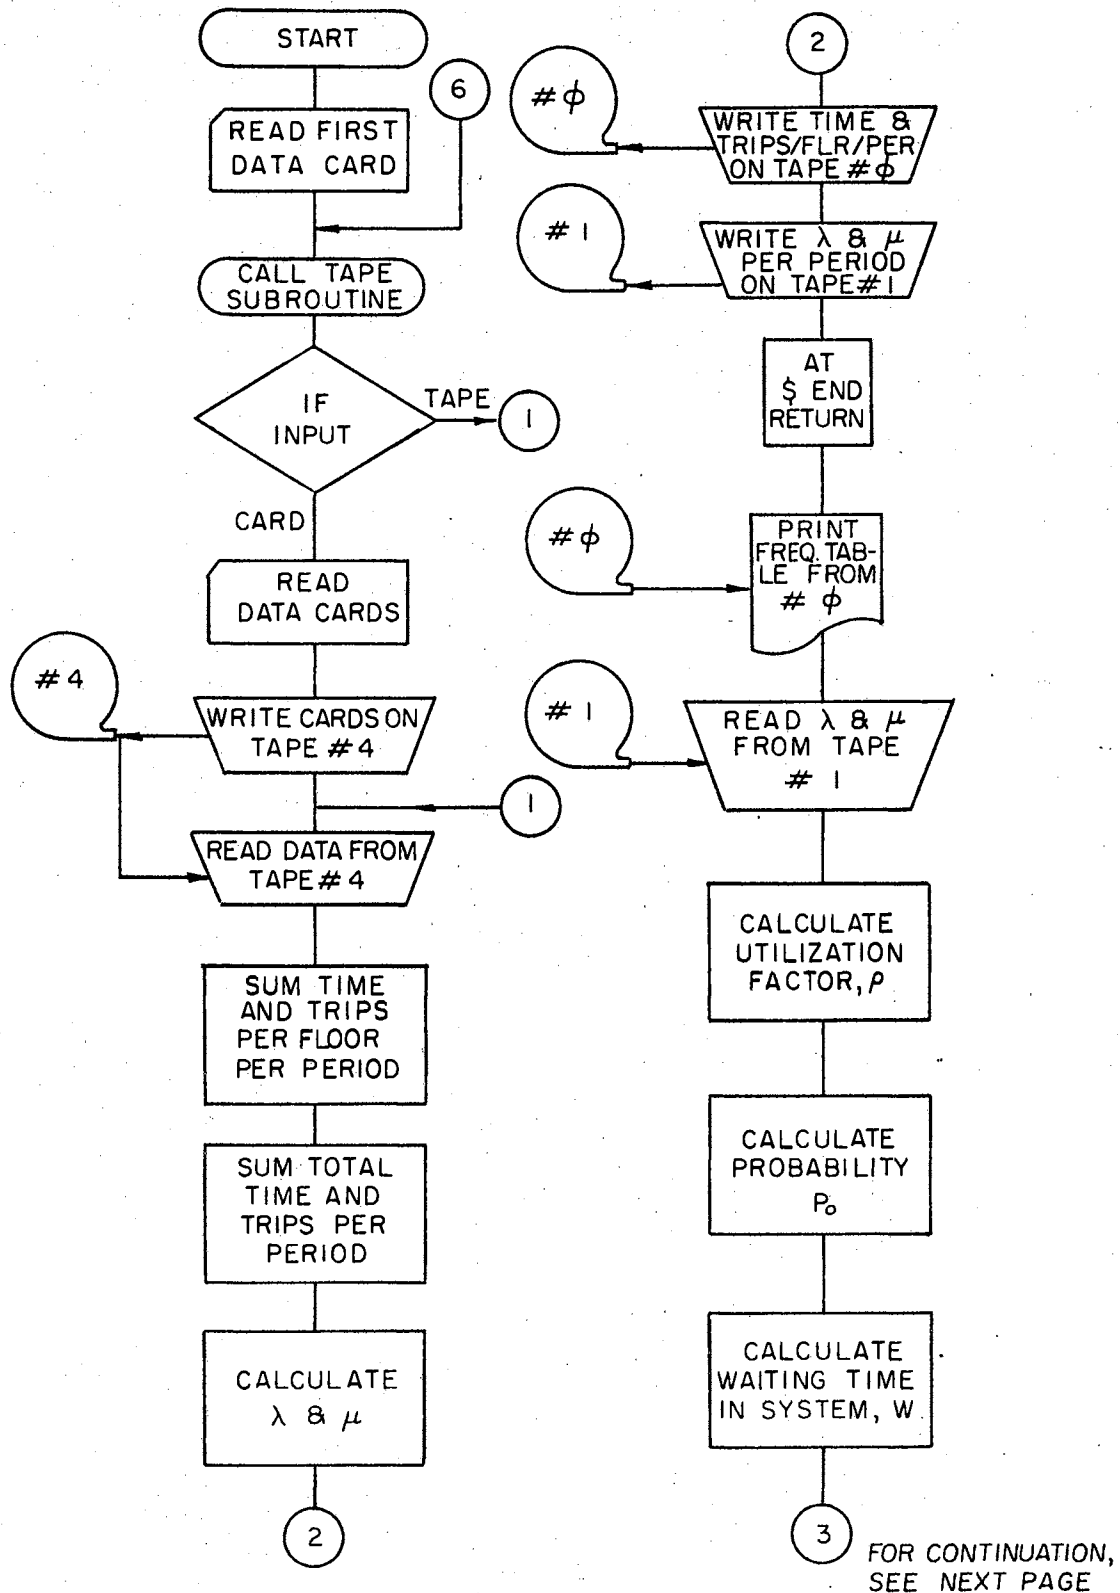 START
6
READ FIRST
DATA CARD
CALL TAPE
SUBROUTINE
IF
INPUT
TAPE
1
CARD
READ
DATA CARDS
#4
WRITE CARDS ON
TAPE #4
1
READ DATA FROM
TAPE #4
SUM TIME
AND TRIPS
PER FLOOR
PER PERIOD
SUM TOTAL
TIME AND
TRIPS PER
PERIOD
CALCULATE
λ & μ
2
2
#ϕ
WRITE TIME &
TRIPS/FLR/PER
ON TAPE #ϕ
#1
WRITE λ & μ
PER PERIOD
ON TAPE #1
AT
$ END
RETURN
#ϕ
PRINT
FREQ. TAB-
LE FROM
# ϕ
#1
READ λ & μ
FROM TAPE
# 1
CALCULATE
UTILIZATION
FACTOR, ρ
CALCULATE
PROBABILITY
P₀
CALCULATE
WAITING TIME
IN SYSTEM, W
3
FOR CONTINUATION,
SEE NEXT PAGE